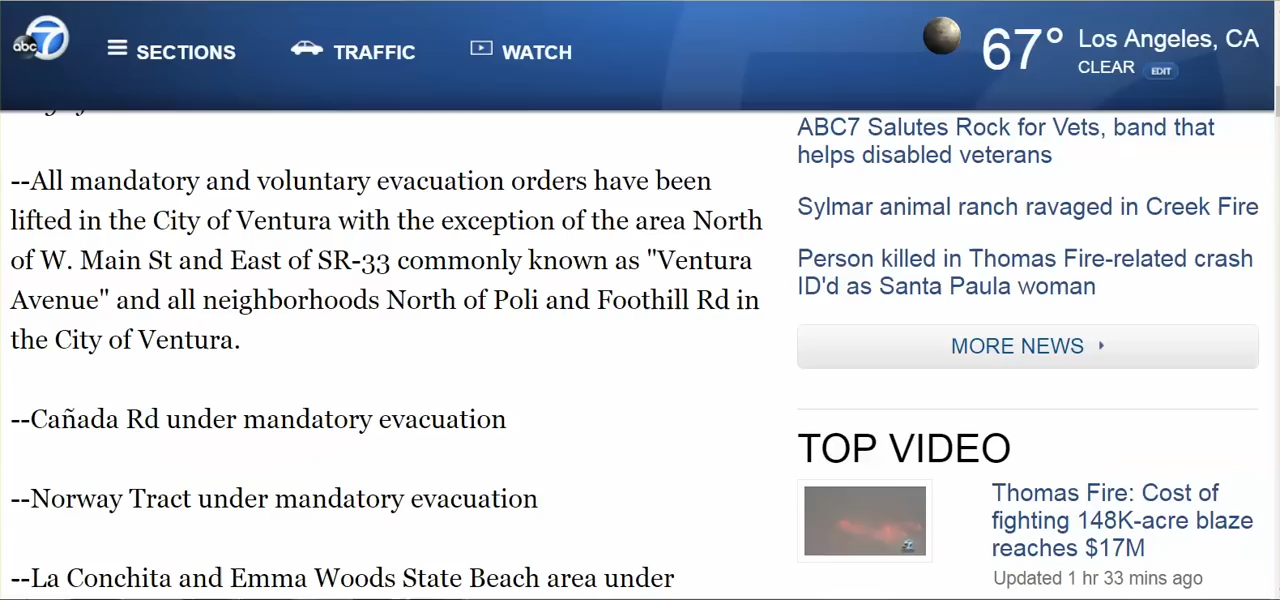 abc 7
SECTIONS
TRAFFIC
WATCH
67°
Los Angeles, CA
CLEAR
EDIT
--All mandatory and voluntary evacuation orders have been
lifted in the City of Ventura with the exception of the area North
of W. Main St and East of SR-33 commonly known as "Ventura
Avenue" and all neighborhoods North of Poli and Foothill Rd in
the City of Ventura.
--Cañada Rd under mandatory evacuation
--Norway Tract under mandatory evacuation
--La Conchita and Emma Woods State Beach area under
ABC7 Salutes Rock for Vets, band that
helps disabled veterans
Sylmar animal ranch ravaged in Creek Fire
Person killed in Thomas Fire-related crash
ID'd as Santa Paula woman
MORE NEWS
TOP VIDEO
7
Thomas Fire: Cost of
fighting 148K-acre blaze
reaches $17M
Updated 1 hr 33 mins ago